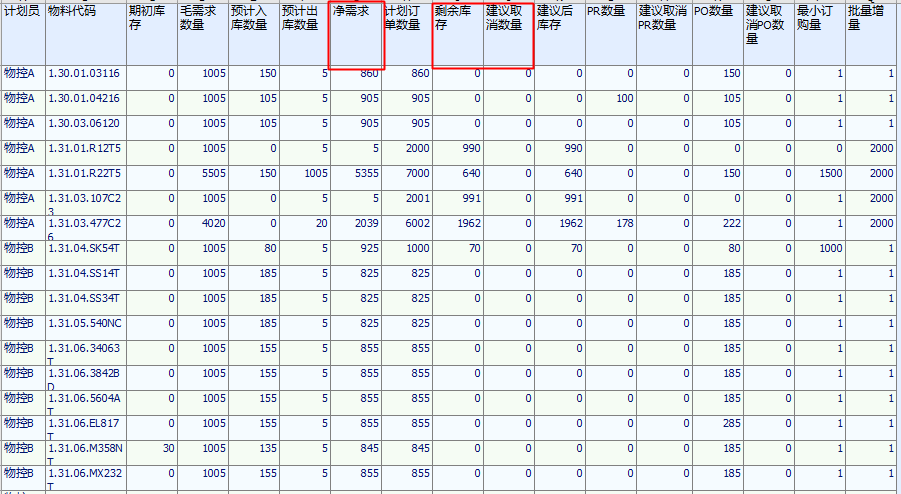 计划员 物料代码 期初库存 毛需求数量 预计入库数量 预计出库数量 净需求 计划订单数量 剩余库存 建议取消数量 建议后库存 PR数量 建议取消PR数量 PO数量 建议取消PO数量 最小订购量 批量增量
物控A 1.30.01.03116 0 1005 150 5 860 860 0 0 0 0 0 150 0 1 1
物控A 1.30.01.04216 0 1005 105 5 905 905 0 0 0 100 0 105 0 1 1
物控A 1.30.03.06120 0 1005 105 5 905 905 0 0 0 0 0 105 0 1 1
物控A 1.31.01.R12T5 0 1005 0 5 5 2000 990 0 990 0 0 0 0 0 2000
物控A 1.31.01.R22T5 0 5505 150 1005 5355 7000 640 0 640 0 0 150 0 1500 2000
物控A 1.31.03.107C23 0 1005 0 5 5 2001 991 0 991 0 0 0 0 1 2000
物控A 1.31.03.477C26 0 4020 0 20 2039 6002 1962 0 1962 178 0 222 0 1 2000
物控B 1.31.04.SK54T 0 1005 80 5 925 1000 70 0 70 0 0 80 0 1000 1
物控B 1.31.04.SS14T 0 1005 185 5 825 825 0 0 0 0 0 185 0 1 1
物控B 1.31.04.SS34T 0 1005 185 5 825 825 0 0 0 0 0 185 0 1 1
物控B 1.31.05.540NC 0 1005 185 5 825 825 0 0 0 0 0 185 0 1 1
物控B 1.31.06.34063T 0 1005 155 5 855 855 0 0 0 0 0 185 0 1 1
物控B 1.31.06.3842BD 0 1005 155 5 855 855 0 0 0 0 0 185 0 1 1
物控B 1.31.06.5604AT 0 1005 155 5 855 855 0 0 0 0 0 185 0 1 1
物控B 1.31.06.EL817T 0 1005 155 5 855 855 0 0 0 0 0 285 0 1 1
物控B 1.31.06.M358NT 30 1005 135 5 845 845 0 0 0 0 0 185 0 1 1
物控B 1.31.06.MX232T 0 1005 155 5 855 855 0 0 0 0 0 185 0 1 1